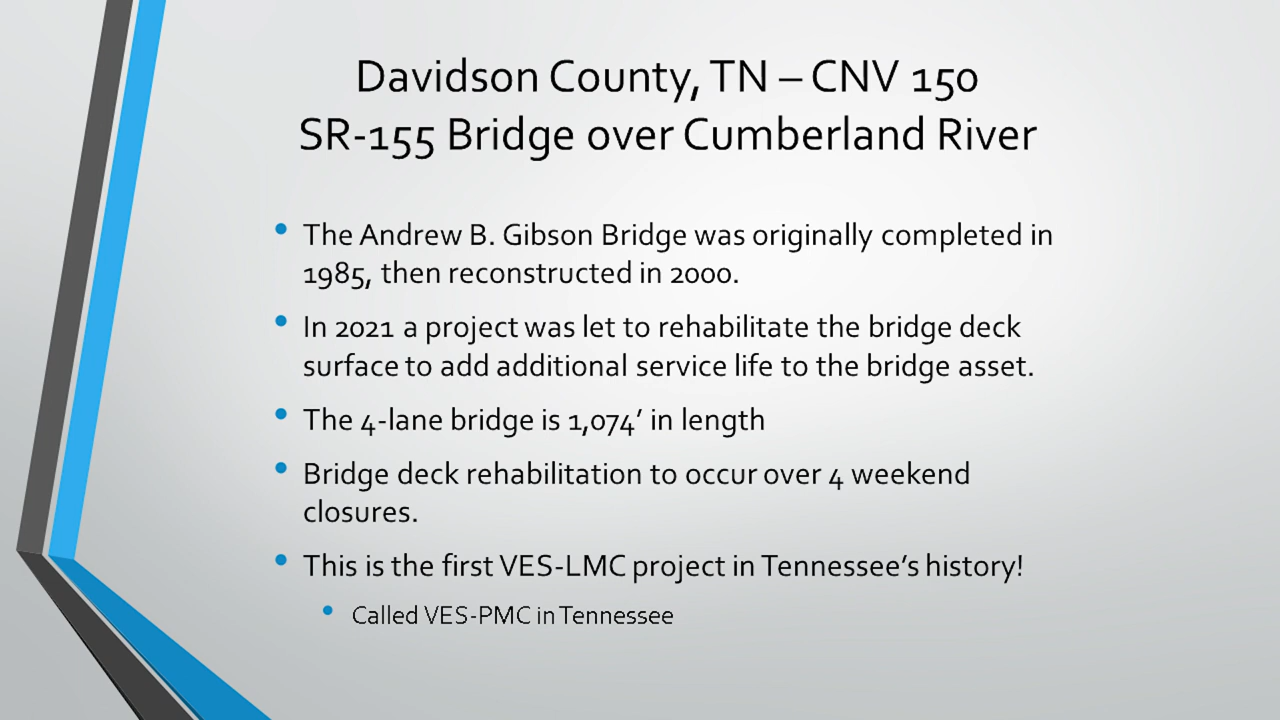 Davidson County, TN – CNV 150
SR-155 Bridge over Cumberland River
• The Andrew B. Gibson Bridge was originally completed in
1985, then reconstructed in 2000.
• In 2021 a project was let to rehabilitate the bridge deck
surface to add additional service life to the bridge asset.
• The 4-lane bridge is 1,074’ in length
• Bridge deck rehabilitation to occur over 4 weekend
closures.
• This is the first VES-LMC project in Tennessee’s history!
• Called VES-PMC in Tennessee